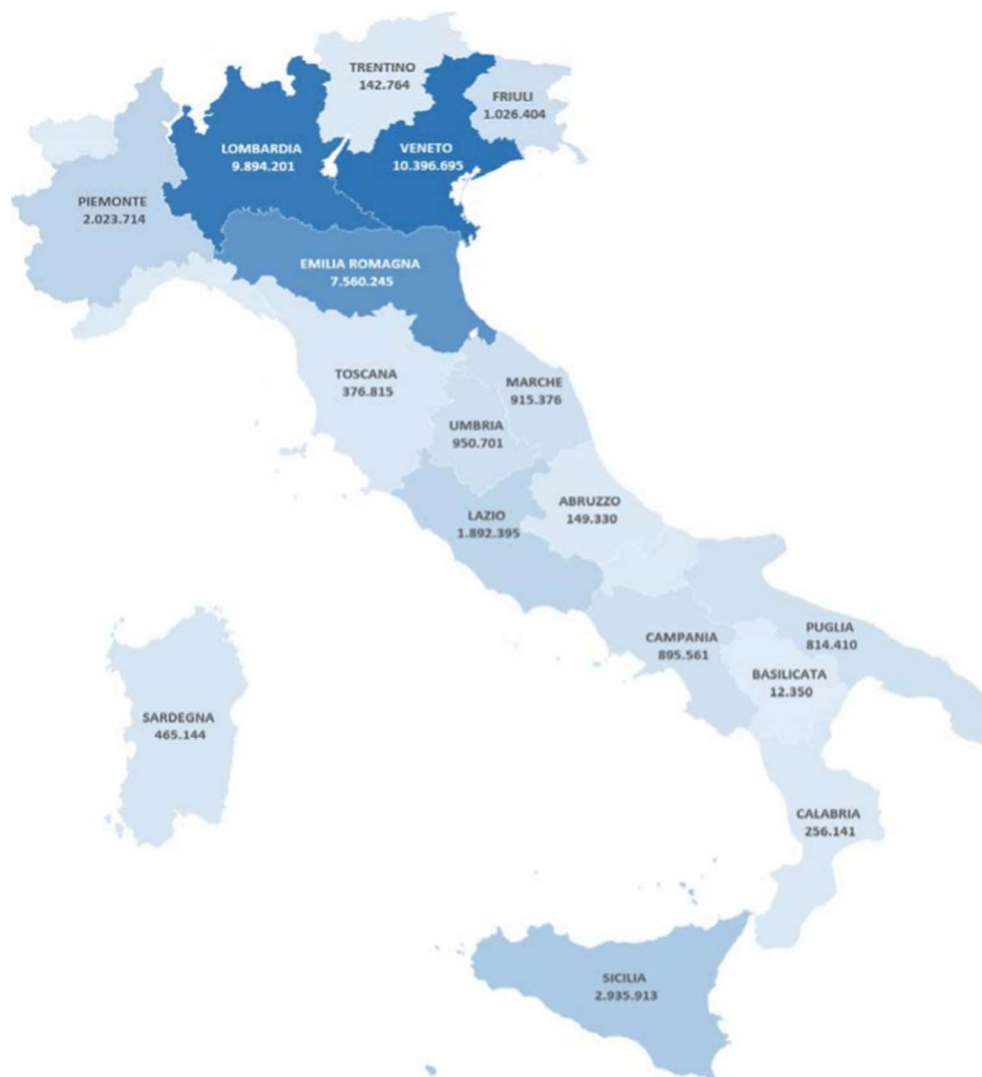 TRENTINO
142.764
FRIULI
1.026.404
LOMBARDIA
9.894.201
VENETO
10.396.695
PIEMONTE
2.023.714
EMILIA ROMAGNA
7.560.245
TOSCANA
376.815
MARCHE
915.376
UMBRIA
950.701
ABRUZZO
149.330
LAZIO
1.892.395
PUGLIA
814.410
CAMPANIA
895.561
BASILICATA
12.350
SARDEGNA
465.144
CALABRIA
256.141
SICILIA
2.935.913